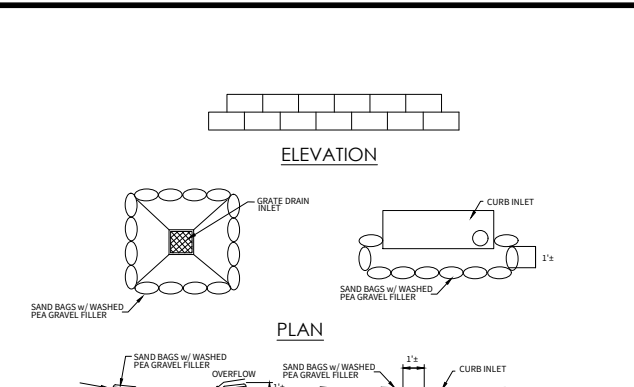 ELEVATION
GRATE DRAIN
INLET
CURB INLET
1'±
SAND BAGS w/ WASHED
PEA GRAVEL FILLER
SAND BAGS w/ WASHED
PEA GRAVEL FILLER
PLAN
SAND BAGS w/ WASHED
PEA GRAVEL FILLER
OVERFLOW
1'±
SAND BAGS w/ WASHED
PEA GRAVEL FILLER
1'±
CURB INLET